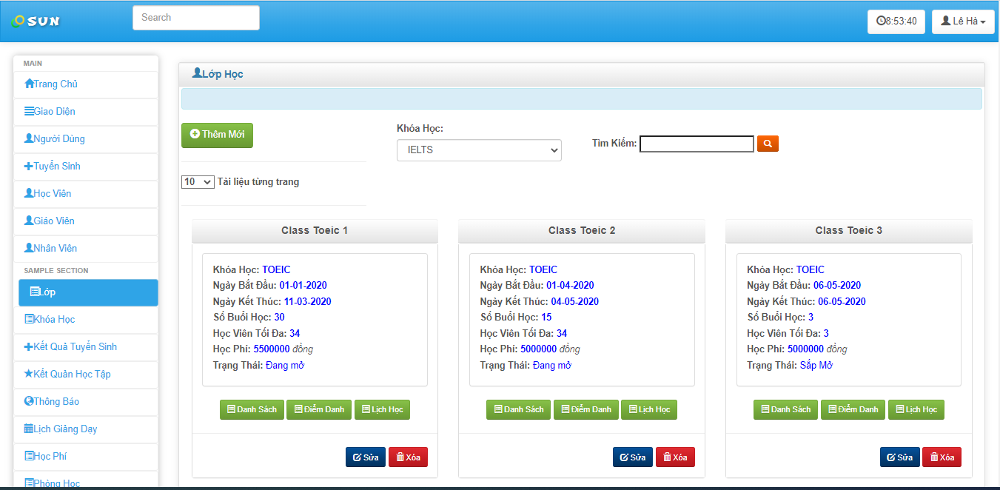 SUN
Search
8:53:40
Lê Hà
MAIN
Trang Chủ
Giao Diện
Người Dùng
Tuyển Sinh
Học Viên
Giáo Viên
Nhân Viên
SAMPLE SECTION
Lớp
Khóa Học
Kết Quả Tuyển Sinh
Kết Quản Học Tập
Thông Báo
Lịch Giảng Day
Học Phí
Phòng Học
Lớp Học
Thêm Mới
Khóa Học:
IELTS
Tìm Kiếm:
10 Tài liệu từng trang
Class Toeic 1
Khóa Học: TOEIC
Ngày Bắt Đầu: 01-01-2020
Ngày Kết Thúc: 11-03-2020
Số Buổi Học: 30
Học Viên Tối Đa: 34
Học Phí: 5500000 đồng
Trạng Thái: Đang mở
Danh Sách Điểm Danh Lịch Học
Sửa Xóa
Class Toeic 2
Khóa Học: TOEIC
Ngày Bắt Đầu: 01-04-2020
Ngày Kết Thúc: 04-05-2020
Số Buổi Học: 15
Học Viên Tối Đa: 34
Học Phí: 5000000 đồng
Trạng Thái: Đang mở
Danh Sách Điểm Danh Lịch Học
Sửa Xóa
Class Toeic 3
Khóa Học: TOEIC
Ngày Bắt Đầu: 06-05-2020
Ngày Kết Thúc: 06-05-2020
Số Buổi Học: 3
Học Viên Tối Đa: 3
Học Phí: 5000000 đồng
Trạng Thái: Sắp Mở
Danh Sách Điểm Danh Lịch Học
Sửa Xóa